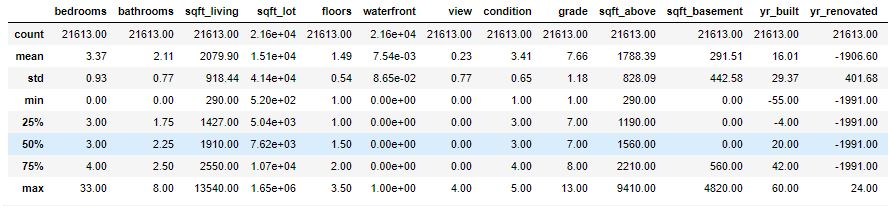 bedrooms bathrooms sqft_living sqft_lot floors waterfront view condition grade sqft_above sqft_basement yr_built yr_renovated
count 21613.00 21613.00 21613.00 2.16e+04 21613.00 2.16e+04 21613.00 21613.00 21613.00 21613.00 21613.00 21613.00 21613.00
mean 3.37 2.11 2079.90 1.51e+04 1.49 7.54e-03 0.23 3.41 7.66 1788.39 291.51 16.01 -1906.60
std 0.93 0.77 918.44 4.14e+04 0.54 8.65e-02 0.77 0.65 1.18 828.09 442.58 29.37 401.68
min 0.00 0.00 290.00 5.20e+02 1.00 0.00e+00 0.00 1.00 1.00 290.00 0.00 -55.00 -1991.00
25% 3.00 1.75 1427.00 5.04e+03 1.00 0.00e+00 0.00 3.00 7.00 1190.00 0.00 -4.00 -1991.00
50% 3.00 2.25 1910.00 7.62e+03 1.50 0.00e+00 0.00 3.00 7.00 1560.00 0.00 20.00 -1991.00
75% 4.00 2.50 2550.00 1.07e+04 2.00 0.00e+00 0.00 4.00 8.00 2210.00 560.00 42.00 -1991.00
max 33.00 8.00 13540.00 1.65e+06 3.50 1.00e+00 4.00 5.00 13.00 9410.00 4820.00 60.00 24.00